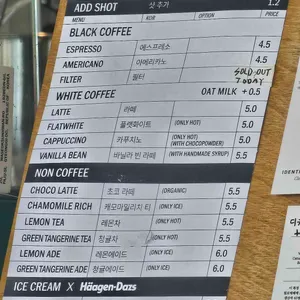 ADD SHOT 샷 추가 1.2
MENU KOR OPTION PRICE
BLACK COFFEE
ESPRESSO 에스프레소 4.5
AMERICANO 아메리카노 4.5
FILTER 필터 SOLD OUT TODAY
WHITE COFFEE OAT MILK +0.5
LATTE 라떼 5.0
FLATWHITE 플랫화이트 (ONLY HOT) 5.0
CAPPUCCINO 카푸치노 (ONLY HOT) (WITH COCOPOWDER) 5.0
VANILLA BEAN 바닐라 빈 라떼 (WITH HANDMADE SYRUP) 5.5
NON COFFEE
CHOCO LATTE 초코 라떼 (ORGANIC) 5.5
CHAMOMILE RICH 캐모마일리치 티 (ONLY ICE) 5.5
LEMON TEA 레몬차 (ONLY HOT) 5.5
GREEN TANGERINE TEA 청귤차 (ONLY HOT) 5.5
LEMON ADE 레몬에이드 (ONLY ICE) 6.0
GREEN TANGERINE ADE 청귤에이드 (ONLY ICE) 6.0
ICE CREAM X Häagen-Dazs